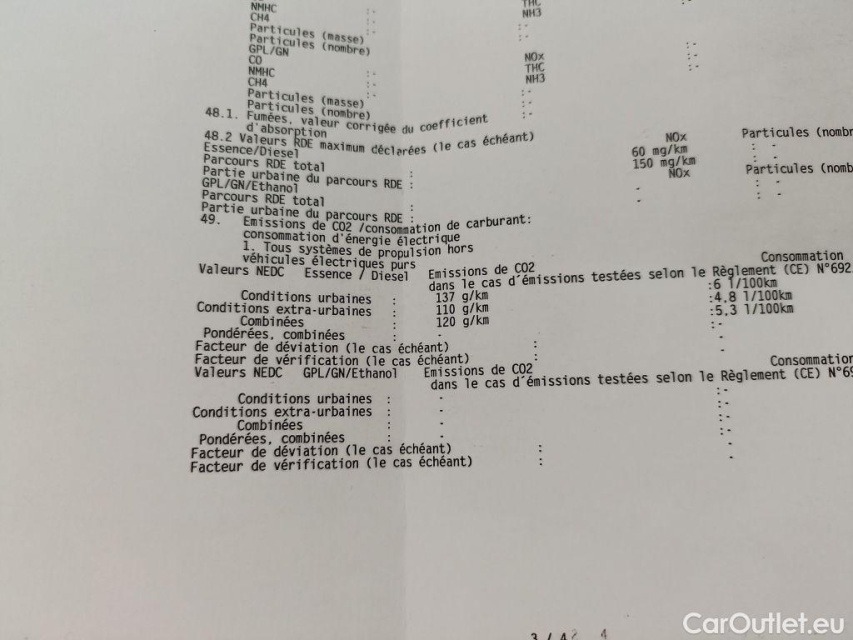 NMHC :- THC
CH4 NH3
Particules (masse) :-
Particules (nombre) :-
GPL/GN
CO NOx :-
NMHC :- THC :-
CH4 :- NH3
Particules (masse) :-
Particules (nombre) :-
48.1. Fumées, valeur corrigée du coefficient :-
d'absorption
48.2 Valeurs RDE maximum déclarées (le cas échéant)
Essence/Diesel NOx Particules (nombre
Parcours RDE total : 60 mg/km : -
Partie urbaine du parcours RDE : 150 mg/km : -
GPL/GN/Ethanol NOx Particules (nomb
Parcours RDE total : - : -
Partie urbaine du parcours RDE : - : -
49. Emissions de CO2 /consommation de carburant:
consommation d'énergie électrique
1. Tous systèmes de propulsion hors
véhicules électriques purs
Valeurs NEDC Essence / Diesel Emissions de CO2 Consommation
dans le cas d'émissions testées selon le Règlement (CE) N°692
Conditions urbaines : 137 g/km :6 l/100km
Conditions extra-urbaines : 110 g/km :4,8 l/100km
Combinées : 120 g/km :5,3 l/100km
Pondérées, combinées : - :-
Facteur de déviation (le cas échéant) : -
Facteur de vérification (le cas échéant) : -
Valeurs NEDC GPL/GN/Ethanol Emissions de CO2 Consommation
dans le cas d'émissions testées selon le Règlement (CE) N°69
Conditions urbaines : - :-
Conditions extra-urbaines : - :-
Combinées : - :-
Pondérées, combinées : - :-
Facteur de déviation (le cas échéant) : -
Facteur de vérification (le cas échéant) : -
3 / 4
4
CarOutlet.eu